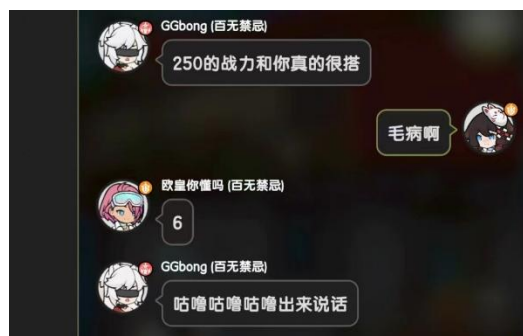 GGbong (百无禁忌)
250的战力和你真的很搭
毛病啊
欧皇你懂吗 (百无禁忌)
6
GGbong (百无禁忌)
咕噜咕噜咕噜出来说话